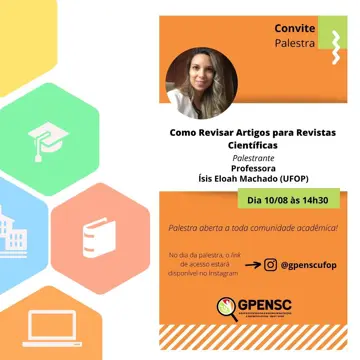 Convite
Palestra
Como Revisar Artigos para Revistas
Científicas
Palestrante
Professora
Ísis Eloah Machado (UFOP)
Dia 10/08 às 14h30
Palestra aberta a toda comunidade acadêmica!
No dia da palestra, o link
de acesso estará
disponível no Instagram
@gpenscufop
GPENSC